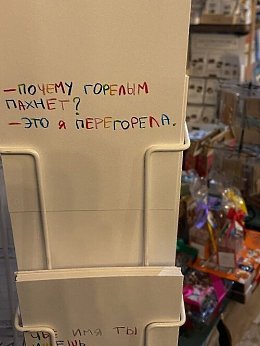 — ПОЧЕМУ ГОРЕЛЫМ
ПАХНЕТ?
— ЭТО Я ПЕРЕГОРЕЛА.
ИМЯ ТЫ